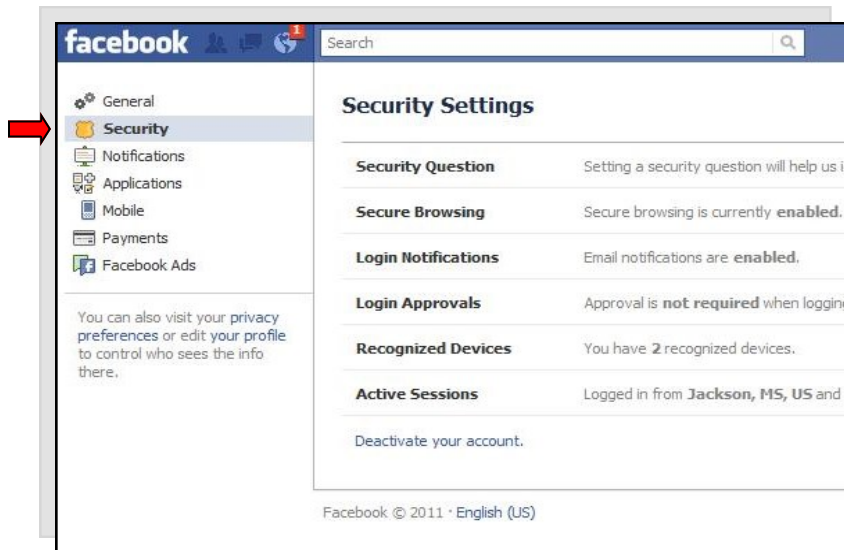 facebook 1 Search
General
Security
Notifications
Applications
Mobile
Payments
Facebook Ads
You can also visit your privacy
preferences or edit your profile
to control who sees the info
there.
Security Settings
Security Question Setting a security question will help us i
Secure Browsing Secure browsing is currently enabled.
Login Notifications Email notifications are enabled.
Login Approvals Approval is not required when logging
Recognized Devices You have 2 recognized devices.
Active Sessions Logged in from Jackson, MS, US and
Deactivate your account.
Facebook © 2011 · English (US)